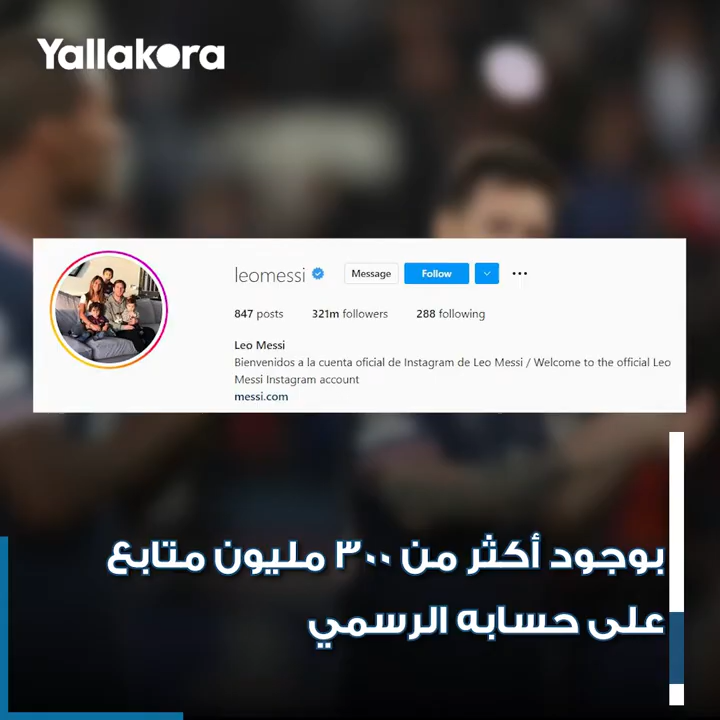 Yallakora
leomessi
Message
Follow
847 posts
321m followers
288 following
Leo Messi
Bienvenidos a la cuenta oficial de Instagram de Leo Messi / Welcome to the official Leo
Messi Instagram account
messi.com
بوجود أكثر من ٣٠٠ مليون متابع
على حسابه الرسمي